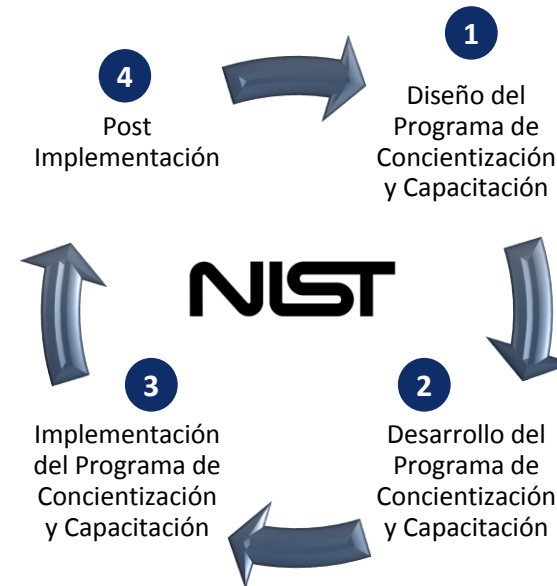 1
Diseño del
Programa de
Concientización
y Capacitación
2
Desarrollo del
Programa de
Concientización
y Capacitación
3
Implementación
del Programa de
Concientización
y Capacitación
4
Post
Implementación
NIST